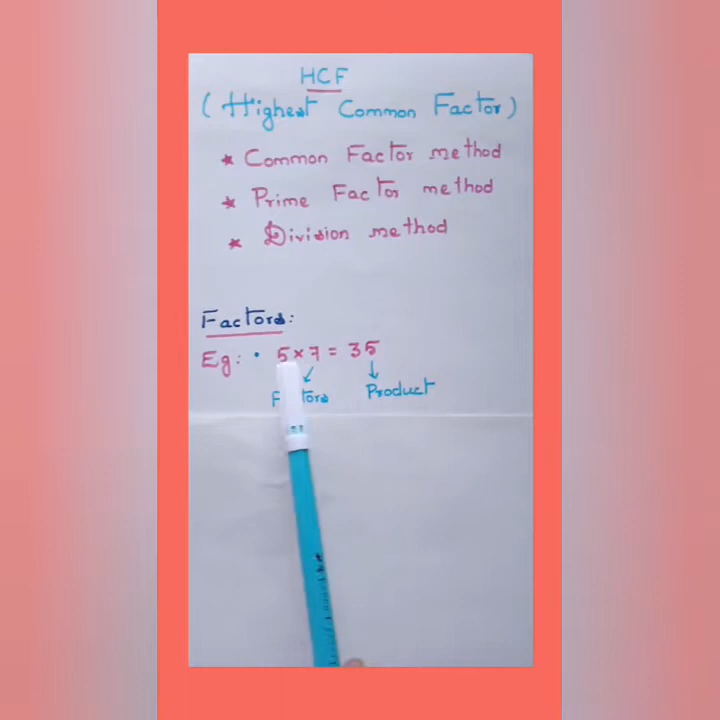 HCF
(Highest Common Factor)
* Common Factor method
* Prime Factor method
* Division method
Factors:
Eg: • 5 × 7 = 35
Product